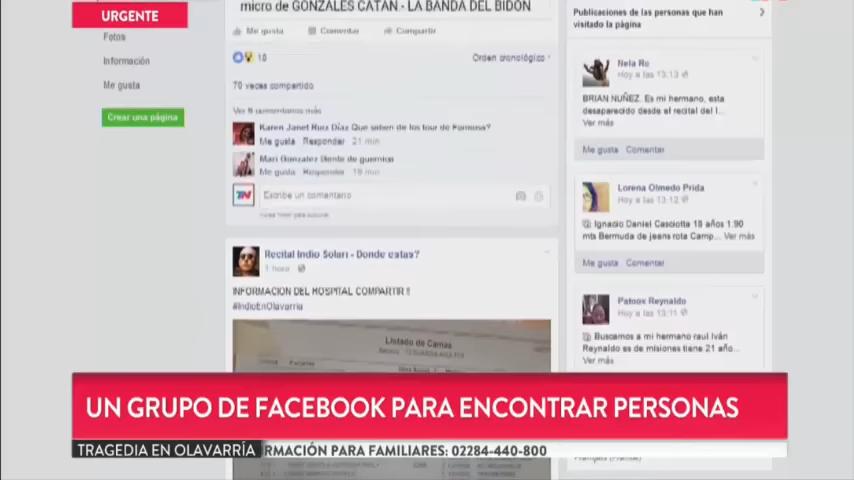 URGENTE
Fotos
Información
Me gusta
Crear una página
micro de GONZALES CATAN - LA BANDA DEL BIDON
Me gusta Comentar Compartir
18
Orden cronológico
70 veces compartido
Ver 8 comentarios más
Karen Janet Ruiz Díaz Que saben de los tour de Formosa?
Me gusta Responder 21 min
Mari Gonzalez Gente de guernica
Me gusta Responder 18 min
TN
Escribe un comentario
Recital Indio Solari - Donde estas?
1 hora
INFORMACION DEL HOSPITAL COMPARTIR !!
#IndioEnOlavarria
Listado de Camas
Publicaciones de las personas que han
visitado la página
Nela Ro
Hoy a las 13:13
BRIAN NUÑEZ. Es mi hermano, esta
desaparecido desde el recital del I...
Ver más
Me gusta Comentar
Lorena Olmedo Prida
Hoy a las 13:12
Ignacio Daniel Casciotta 18 años 1.90
mts Bermuda de jeans rota Camp... Ver más
Me gusta Comentar
Patoox Reynaldo
Hoy a las 13:11
Buscamos a mi hermano raul Iván
Reynaldo es de misiones tiene 21 año...
Ver más
UN GRUPO DE FACEBOOK PARA ENCONTRAR PERSONAS
TRAGEDIA EN OLAVARRÍA
RMACIÓN PARA FAMILIARES: 02284-440-800